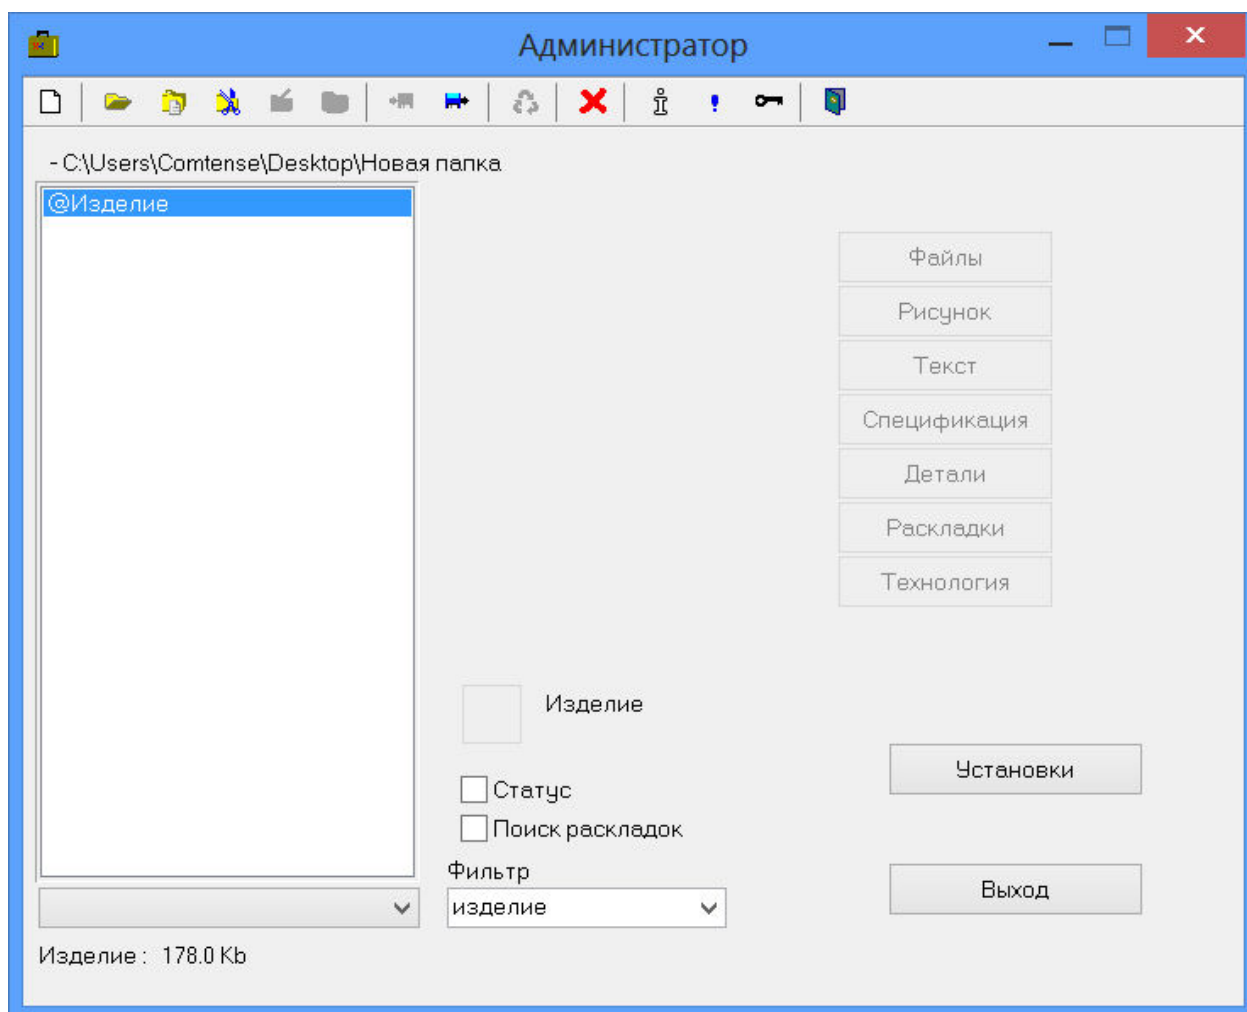 Администратор
- C:\Users\Comtense\Desktop\Новая папка
@Изделие
Файлы
Рисунок
Текст
Спецификация
Детали
Раскладки
Технология
Изделие
Установки
Статус
Поиск раскладок
Фильтр
изделие
Выход
Изделие : 178.0 Kb